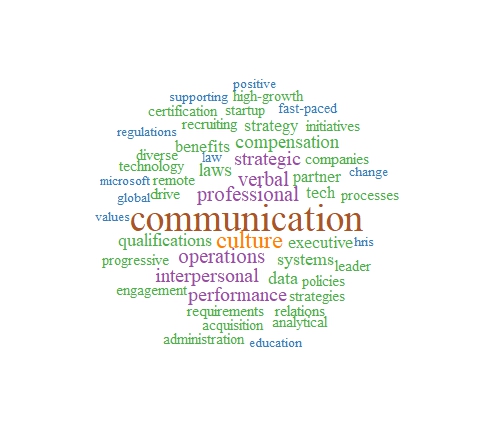 positive
supporting high-growth
certification startup fast-paced
recruiting strategy initiatives
regulations
benefits compensation
diverse law strategic companies
technology laws verbal partner change
microsoft remote
global drive professional tech processes
values communication
qualifications culture executive hris
progressive operations systems leader
interpersonal data policies
engagement performance strategies
requirements relations
acquisition analytical
administration education